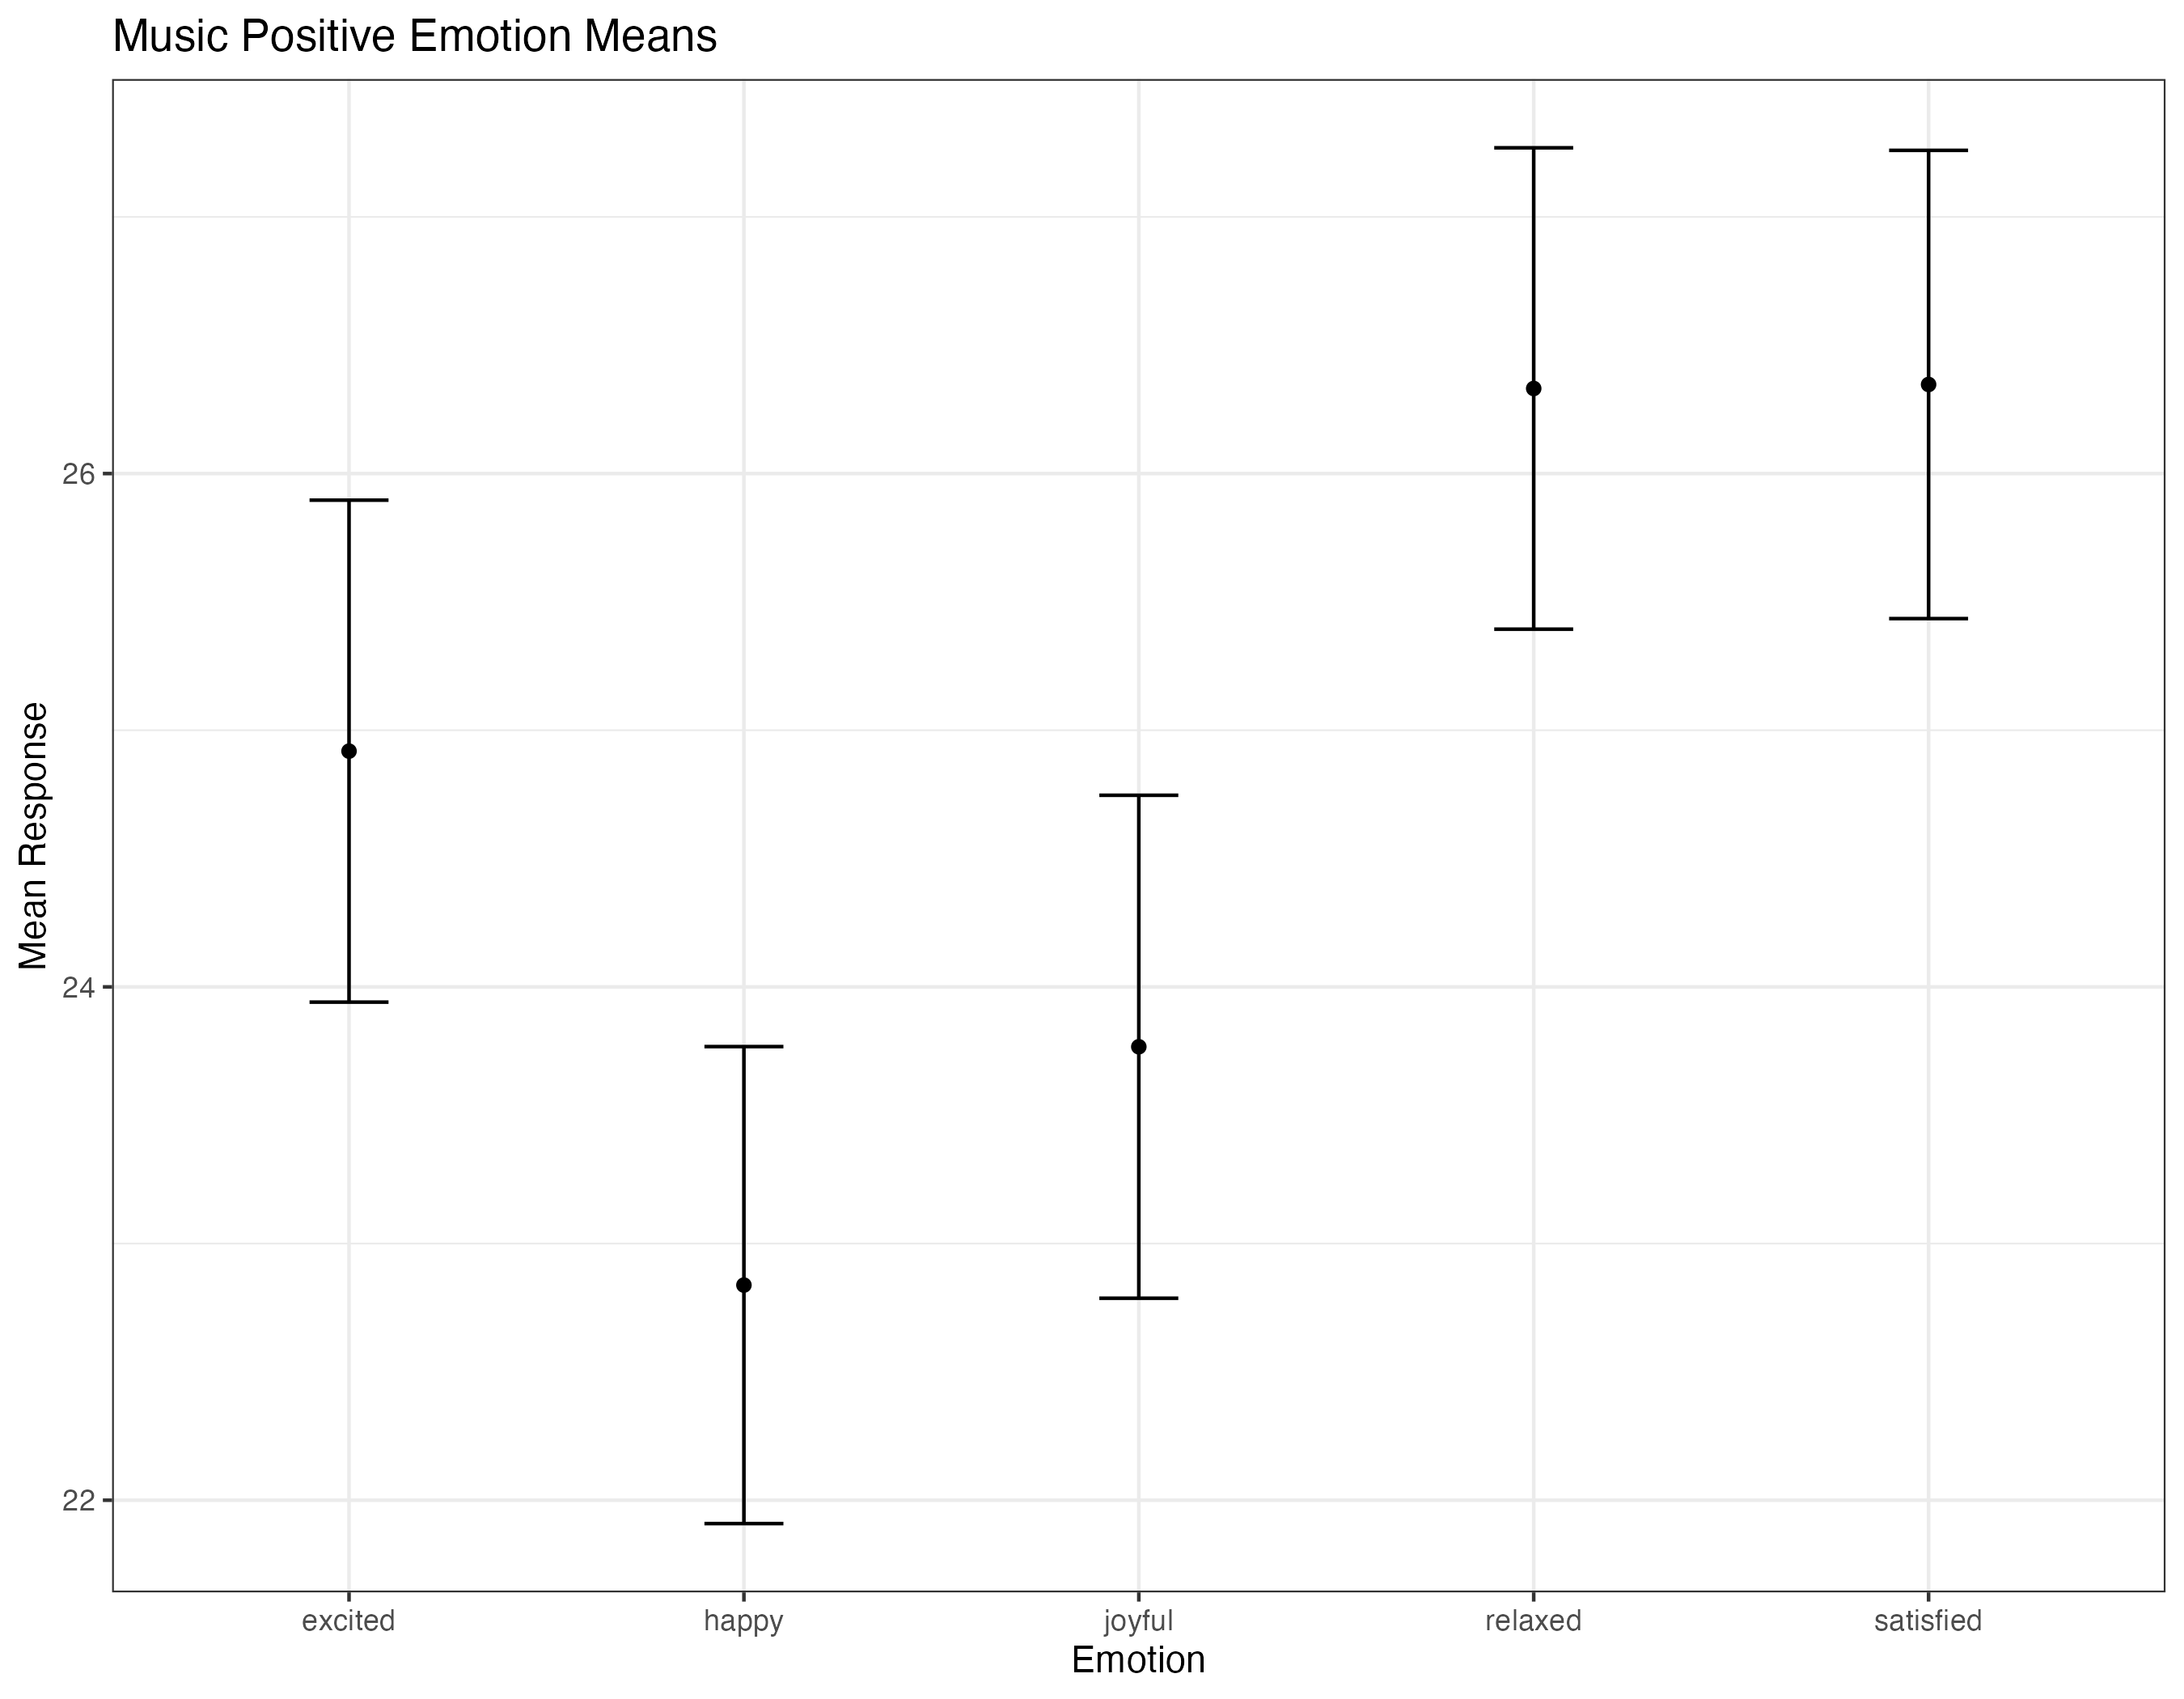 Music Positive Emotion Means
Mean Response
26
24
22
excited happy joyful relaxed satisfied
Emotion